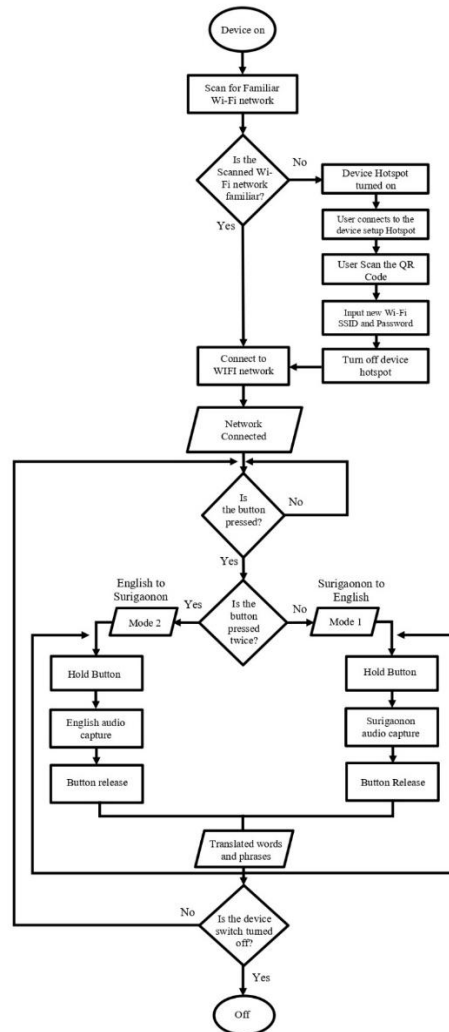 Device on
Scan for Familiar
Wi-Fi network
Is the
Scanned Wi-
Fi network
familiar?
No
Yes
Device Hotspot
turned on
User connects to the
device setup Hotspot
User Scan the QR
Code
Input new Wi-Fi
SSID and Password
Turn off device
hotspot
Connect to
WIFI network
Network
Connected
Is
the button
pressed?
No
Yes
English to
Surigaonon
Surigaonon to
English
Is the
button
pressed
twice?
Yes
No
Mode 2
Mode 1
Hold Button
Hold Button
English audio
capture
Surigaonon
audio capture
Button release
Button Release
Translated words
and phrases
No
Is the device
switch turned
off?
Yes
Off